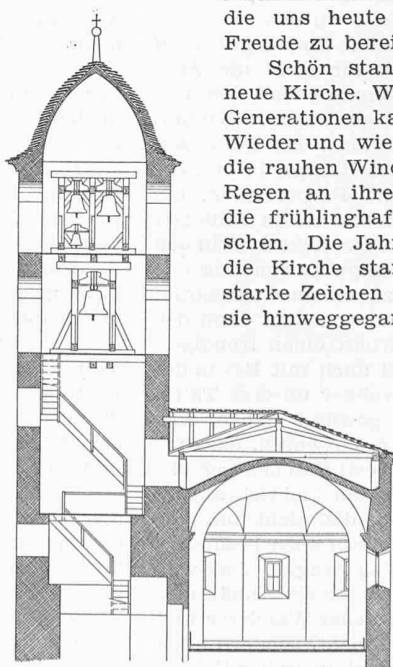 die uns heute
Freude zu berei
Schön stan
neue Kirche. W
Generationen ka
Wieder und wie
die rauhen Wind
Regen an ihre
die frühlinghaf
schen. Die Jahr
die Kirche star
starke Zeichen
sie hinweggegan